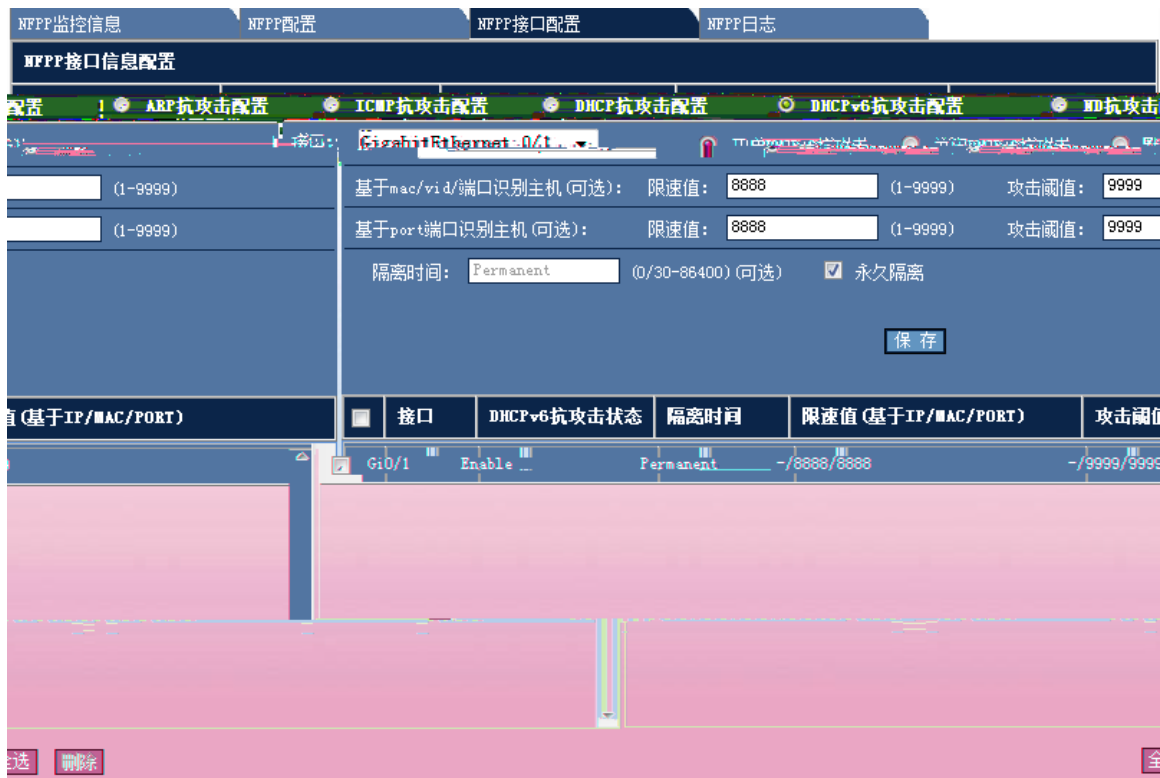 NFPP监控信息 NFPP配置 NFPP接口配置 NFPP日志
NFPP接口信息配置
配置 ARP抗攻击配置 ICMP抗攻击配置 DHCP抗攻击配置 DHCPv6抗攻击配置 ND抗攻击
接口: GigabitEthernet 0/1
(1-9999) 基于mac/vid/端口识别主机(可选): 限速值: 8888 (1-9999) 攻击阈值: 9999
(1-9999) 基于port端口识别主机(可选): 限速值: 8888 (1-9999) 攻击阈值: 9999
隔离时间: Permanent (0/30-86400)(可选) 永久隔离
保存
值(基于IP/MAC/PORT) 接口 DHCPv6抗攻击状态 隔离时间 限速值(基于IP/MAC/PORT) 攻击阈值
Gi0/1 Enable Permanent -/8888/8888 -/9999/9999
全选 删除 全